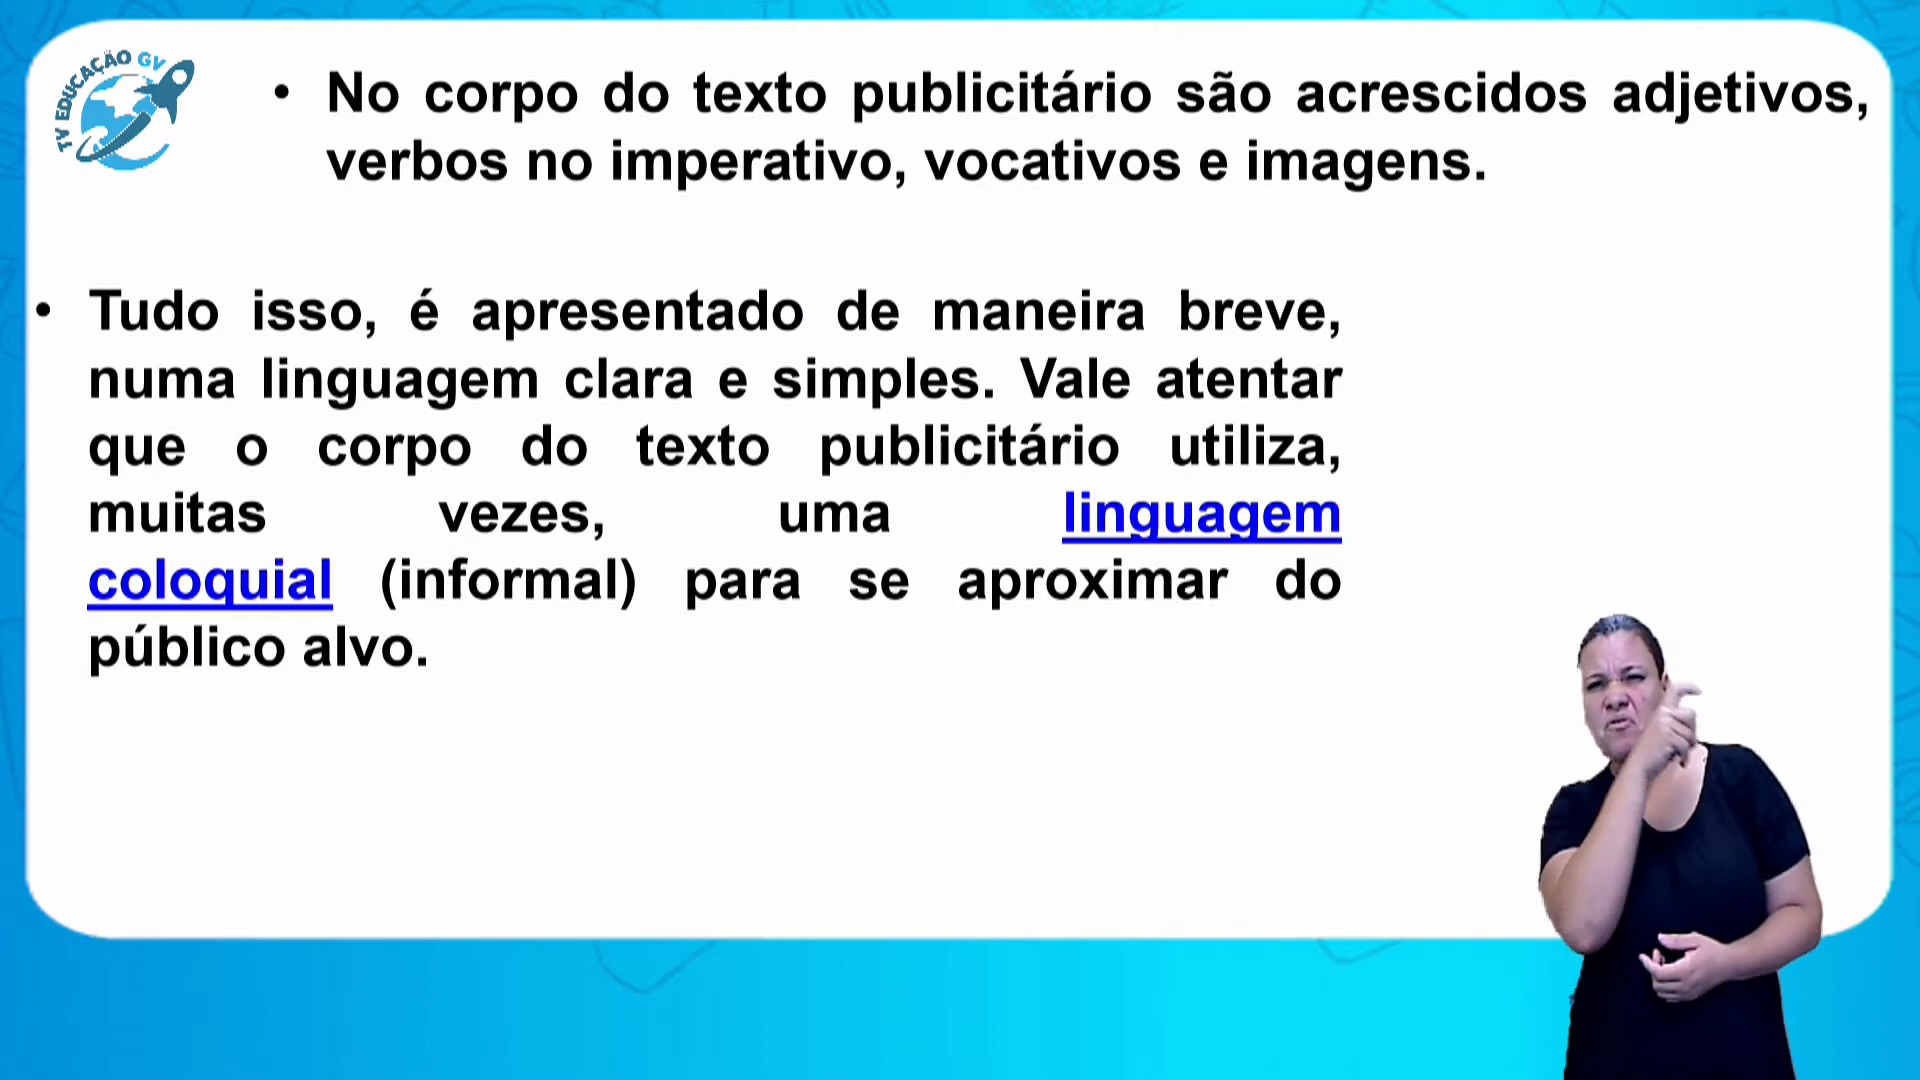 TV EDUCAÇÃO GV
• No corpo do texto publicitário são acrescidos adjetivos,
verbos no imperativo, vocativos e imagens.
• Tudo isso, é apresentado de maneira breve,
numa linguagem clara e simples. Vale atentar
que o corpo do texto publicitário utiliza,
muitas vezes, uma linguagem
coloquial (informal) para se aproximar do
público alvo.